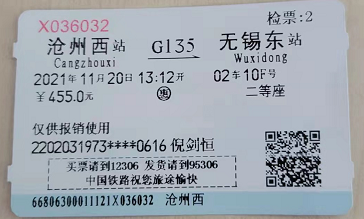 X036032 检票:2
沧州西站 G135 无锡东站
Cangzhouxi Wuxidong
2021年11月20日13:12开 02车10F号
￥455.0元 惠 二等座
仅供报销使用
2202031973****0616 倪剑恒
买票请到12306 发货请到95306
中国铁路祝您旅途愉快
66806300011121X036032 沧州西